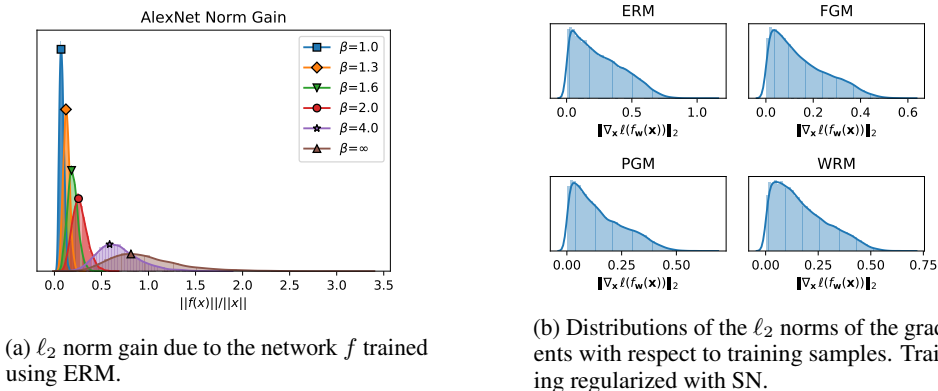 AlexNet Norm Gain
β=1.0
β=1.3
β=1.6
β=2.0
β=4.0
β=∞
0.0 0.5 1.0 1.5 2.0 2.5 3.0 3.5
||f(x)||/||x||
(a) ℓ2 norm gain due to the network f trained
using ERM.
ERM
0.0 0.5 1.0
‖∇xℓ(fw(x))‖2
FGM
0.0 0.2 0.4 0.6
‖∇xℓ(fw(x))‖2
PGM
0.00 0.25 0.50
‖∇xℓ(fw(x))‖2
WRM
0.00 0.25 0.50 0.75
‖∇xℓ(fw(x))‖2
(b) Distributions of the ℓ2 norms of the grad
ents with respect to training samples. Train
ing regularized with SN.